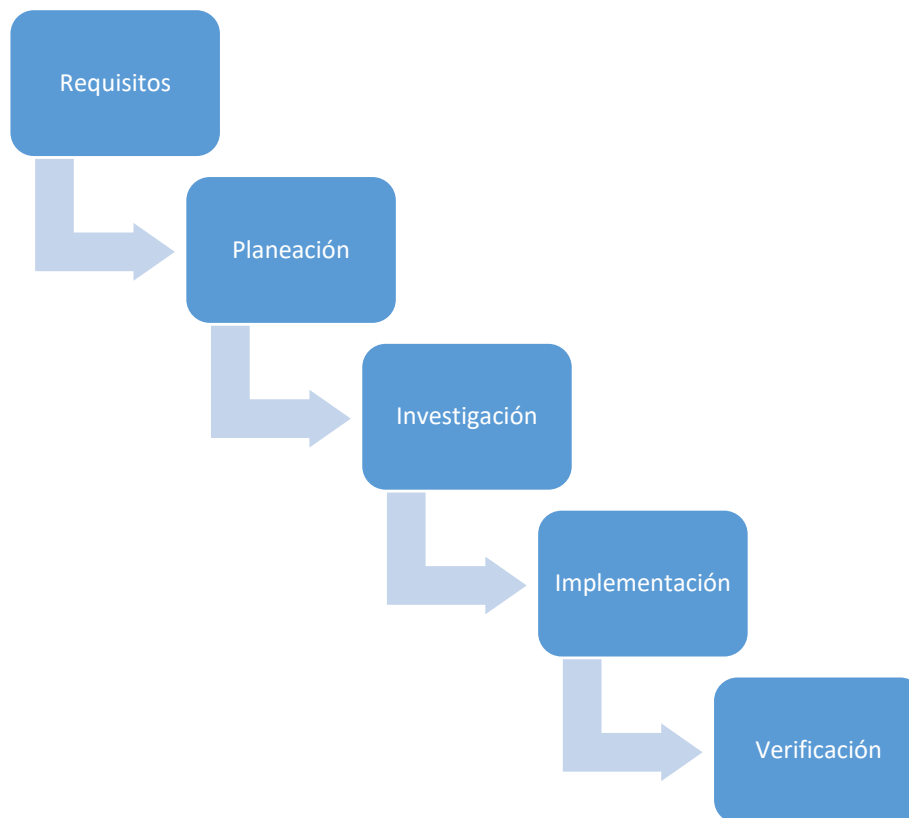 Requisitos
Planeación
Investigación
Implementación
Verificación